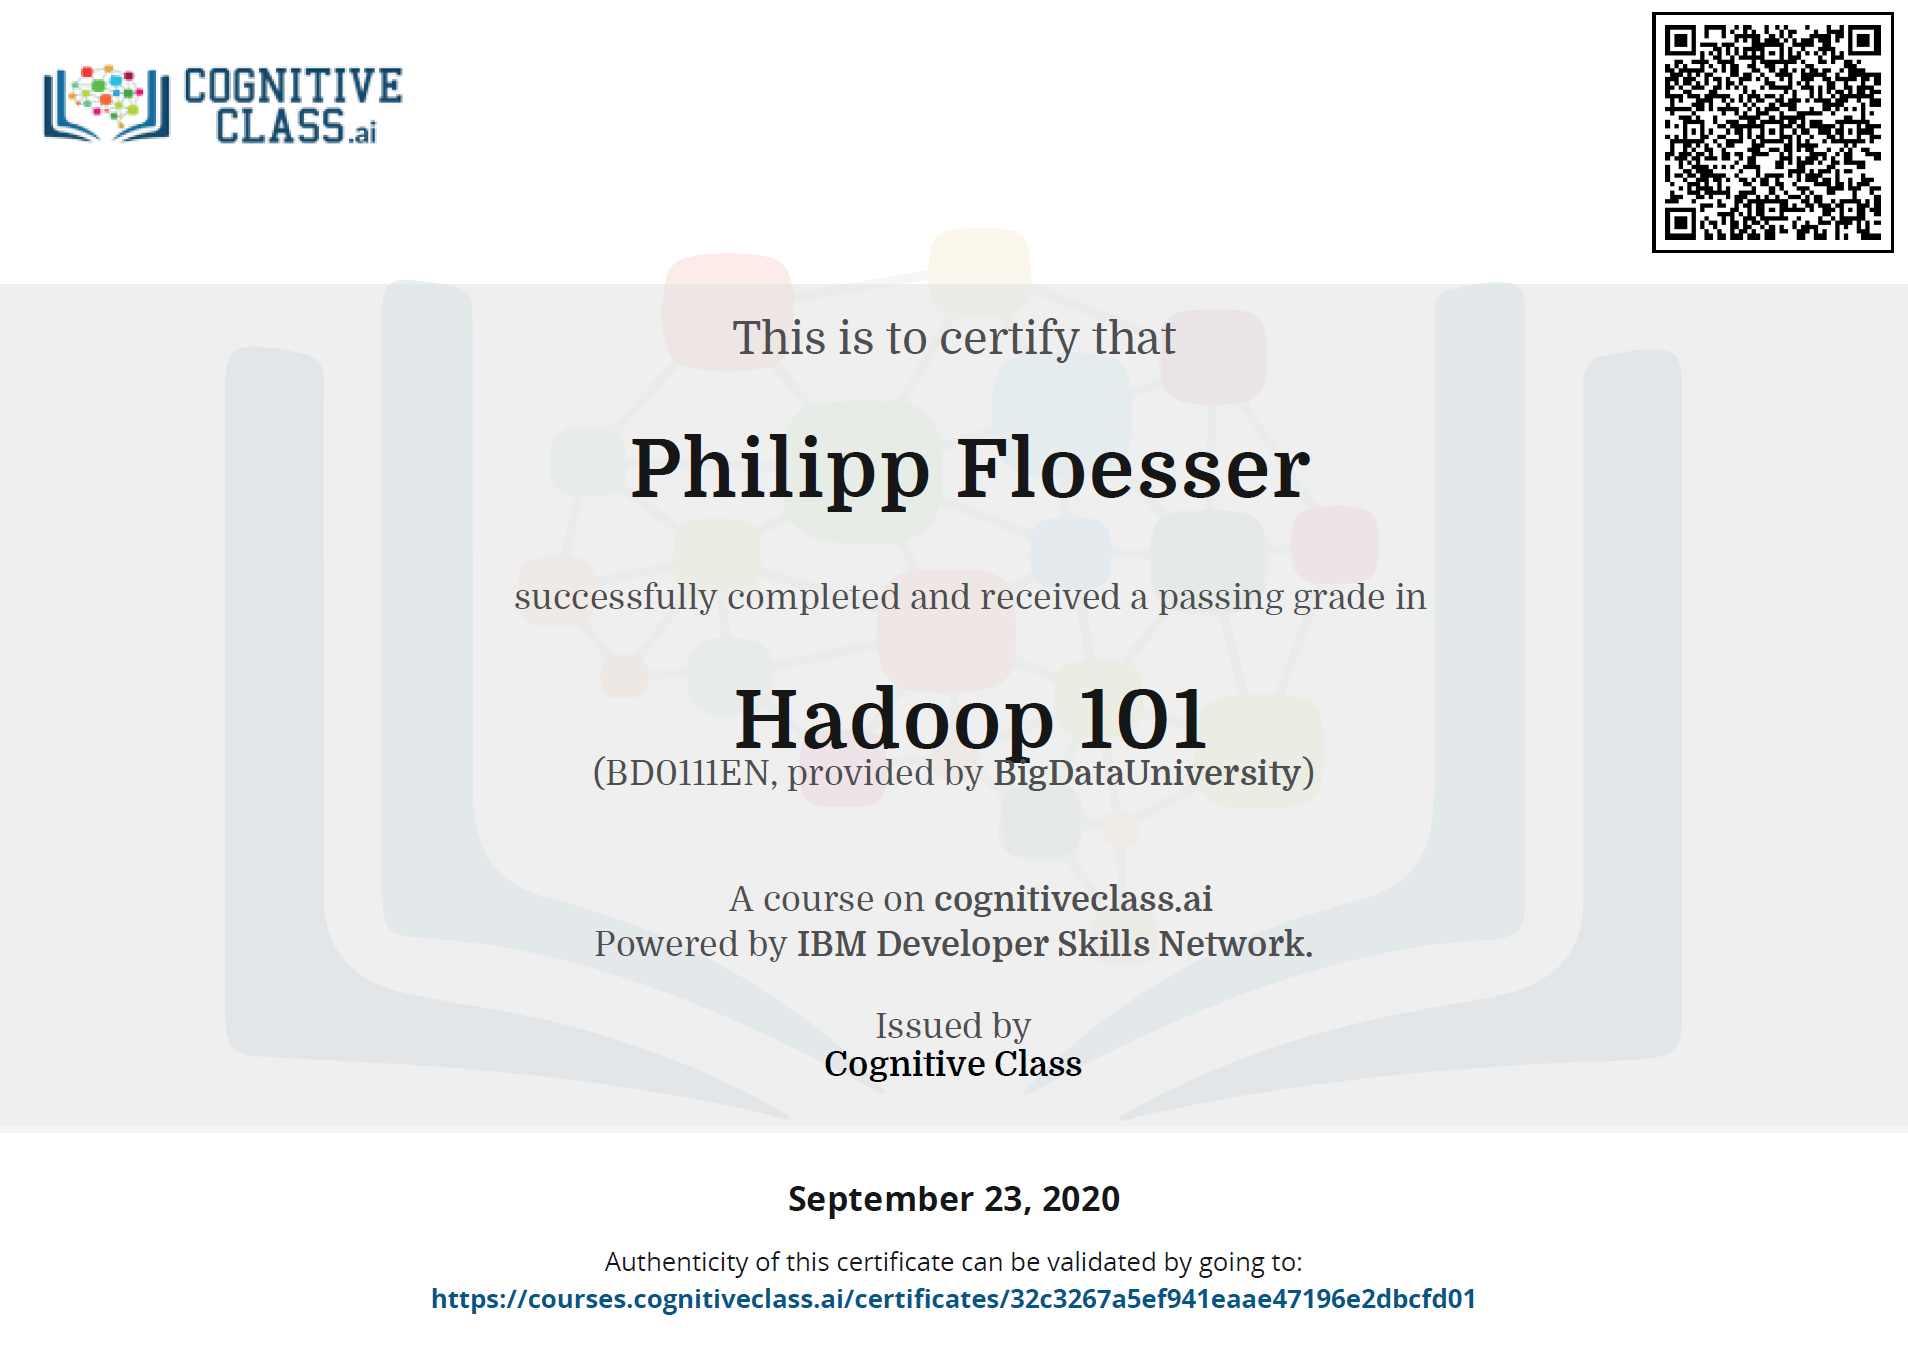 COGNITIVE
CLASS.ai
This is to certify that
Philipp Floesser
successfully completed and received a passing grade in
Hadoop 101
(BD0111EN, provided by BigDataUniversity)
A course on cognitiveclass.ai
Powered by IBM Developer Skills Network.
Issued by
Cognitive Class
September 23, 2020
Authenticity of this certificate can be validated by going to:
https://courses.cognitiveclass.ai/certificates/32c3267a5ef941eaae47196e2dbcfd01